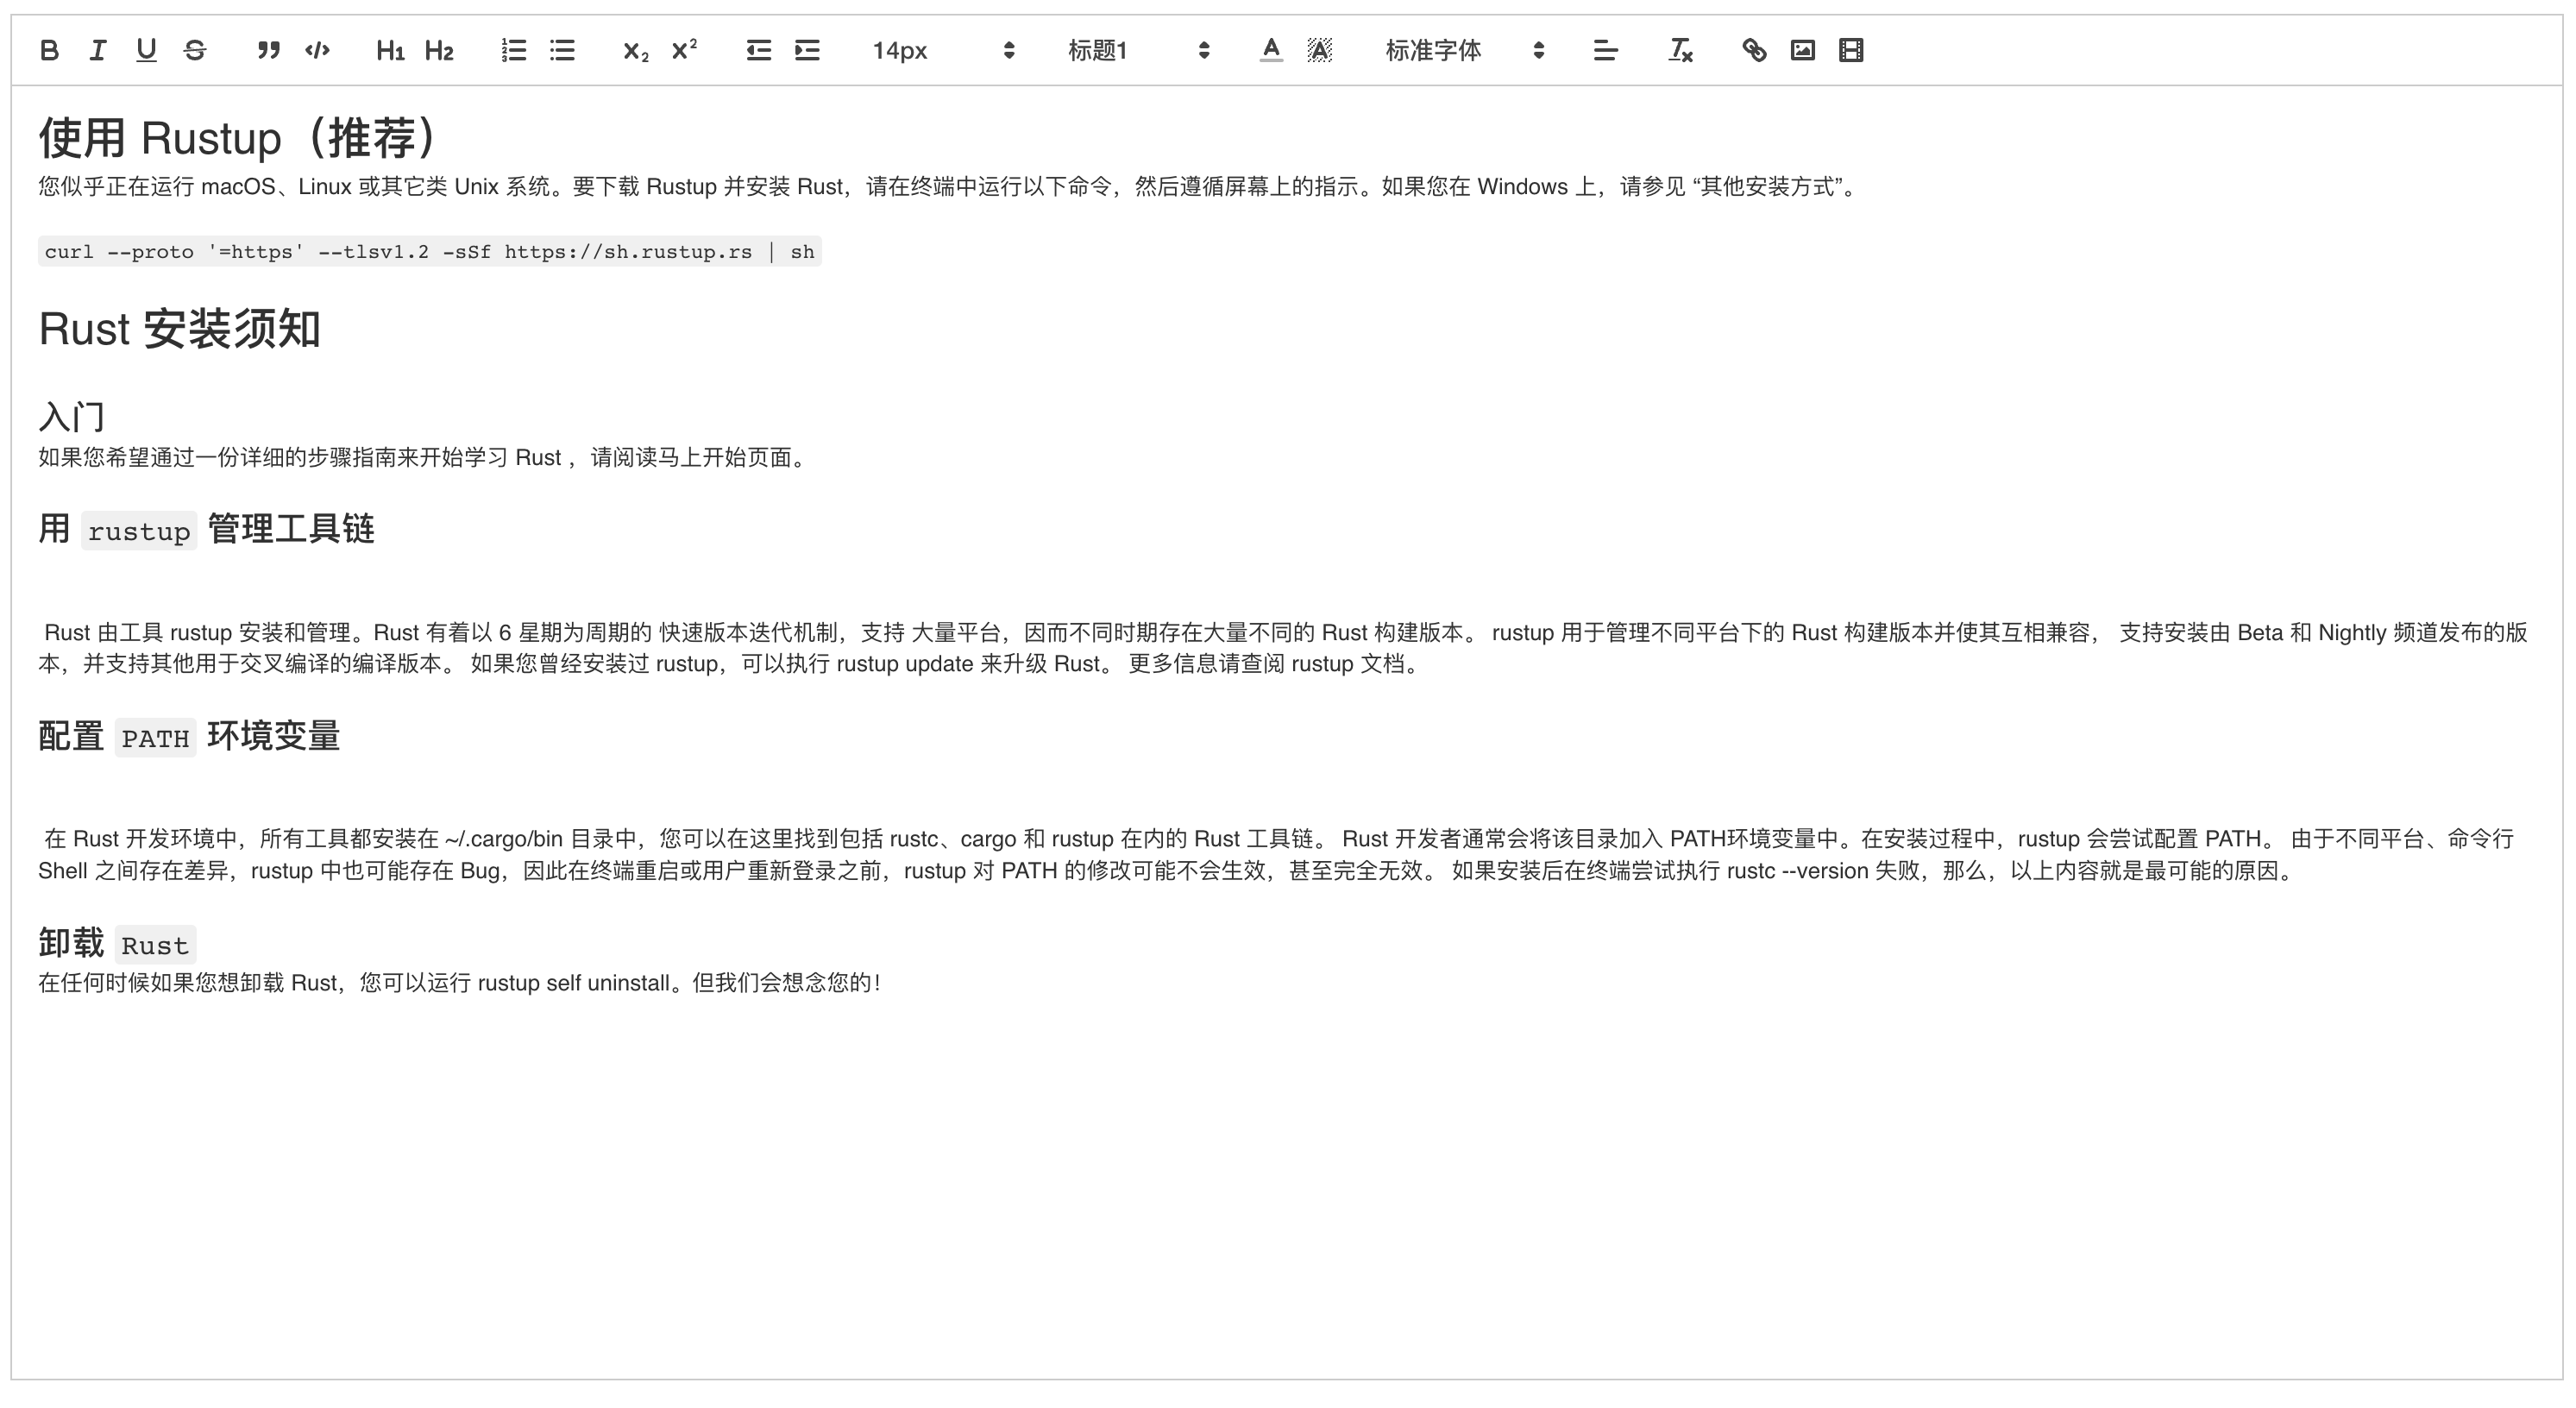 B I U S H1 H2 X2 X2 14px 标题1 A A 标准字体 Tx
使用 Rustup（推荐）
您似乎正在运行 macOS、Linux 或其它类 Unix 系统。要下载 Rustup 并安装 Rust，请在终端中运行以下命令，然后遵循屏幕上的指示。如果您在 Windows 上，请参见 “其他安装方式”。
curl --proto '=https' --tlsv1.2 -sSf https://sh.rustup.rs | sh
Rust 安装须知
入门
如果您希望通过一份详细的步骤指南来开始学习 Rust ，请阅读马上开始页面。
用 rustup 管理工具链
Rust 由工具 rustup 安装和管理。Rust 有着以 6 星期为周期的 快速版本迭代机制，支持 大量平台，因而不同时期存在大量不同的 Rust 构建版本。 rustup 用于管理不同平台下的 Rust 构建版本并使其互相兼容， 支持安装由 Beta 和 Nightly 频道发布的版
本，并支持其他用于交叉编译的编译版本。 如果您曾经安装过 rustup，可以执行 rustup update 来升级 Rust。 更多信息请查阅 rustup 文档。
配置 PATH 环境变量
在 Rust 开发环境中，所有工具都安装在 ~/.cargo/bin 目录中，您可以在这里找到包括 rustc、cargo 和 rustup 在内的 Rust 工具链。 Rust 开发者通常会将该目录加入 PATH环境变量中。在安装过程中，rustup 会尝试配置 PATH。 由于不同平台、命令行
Shell 之间存在差异，rustup 中也可能存在 Bug，因此在终端重启或用户重新登录之前，rustup 对 PATH 的修改可能不会生效，甚至完全无效。 如果安装后在终端尝试执行 rustc --version 失败，那么，以上内容就是最可能的原因。
卸载 Rust
在任何时候如果您想卸载 Rust，您可以运行 rustup self uninstall。但我们会想念您的！